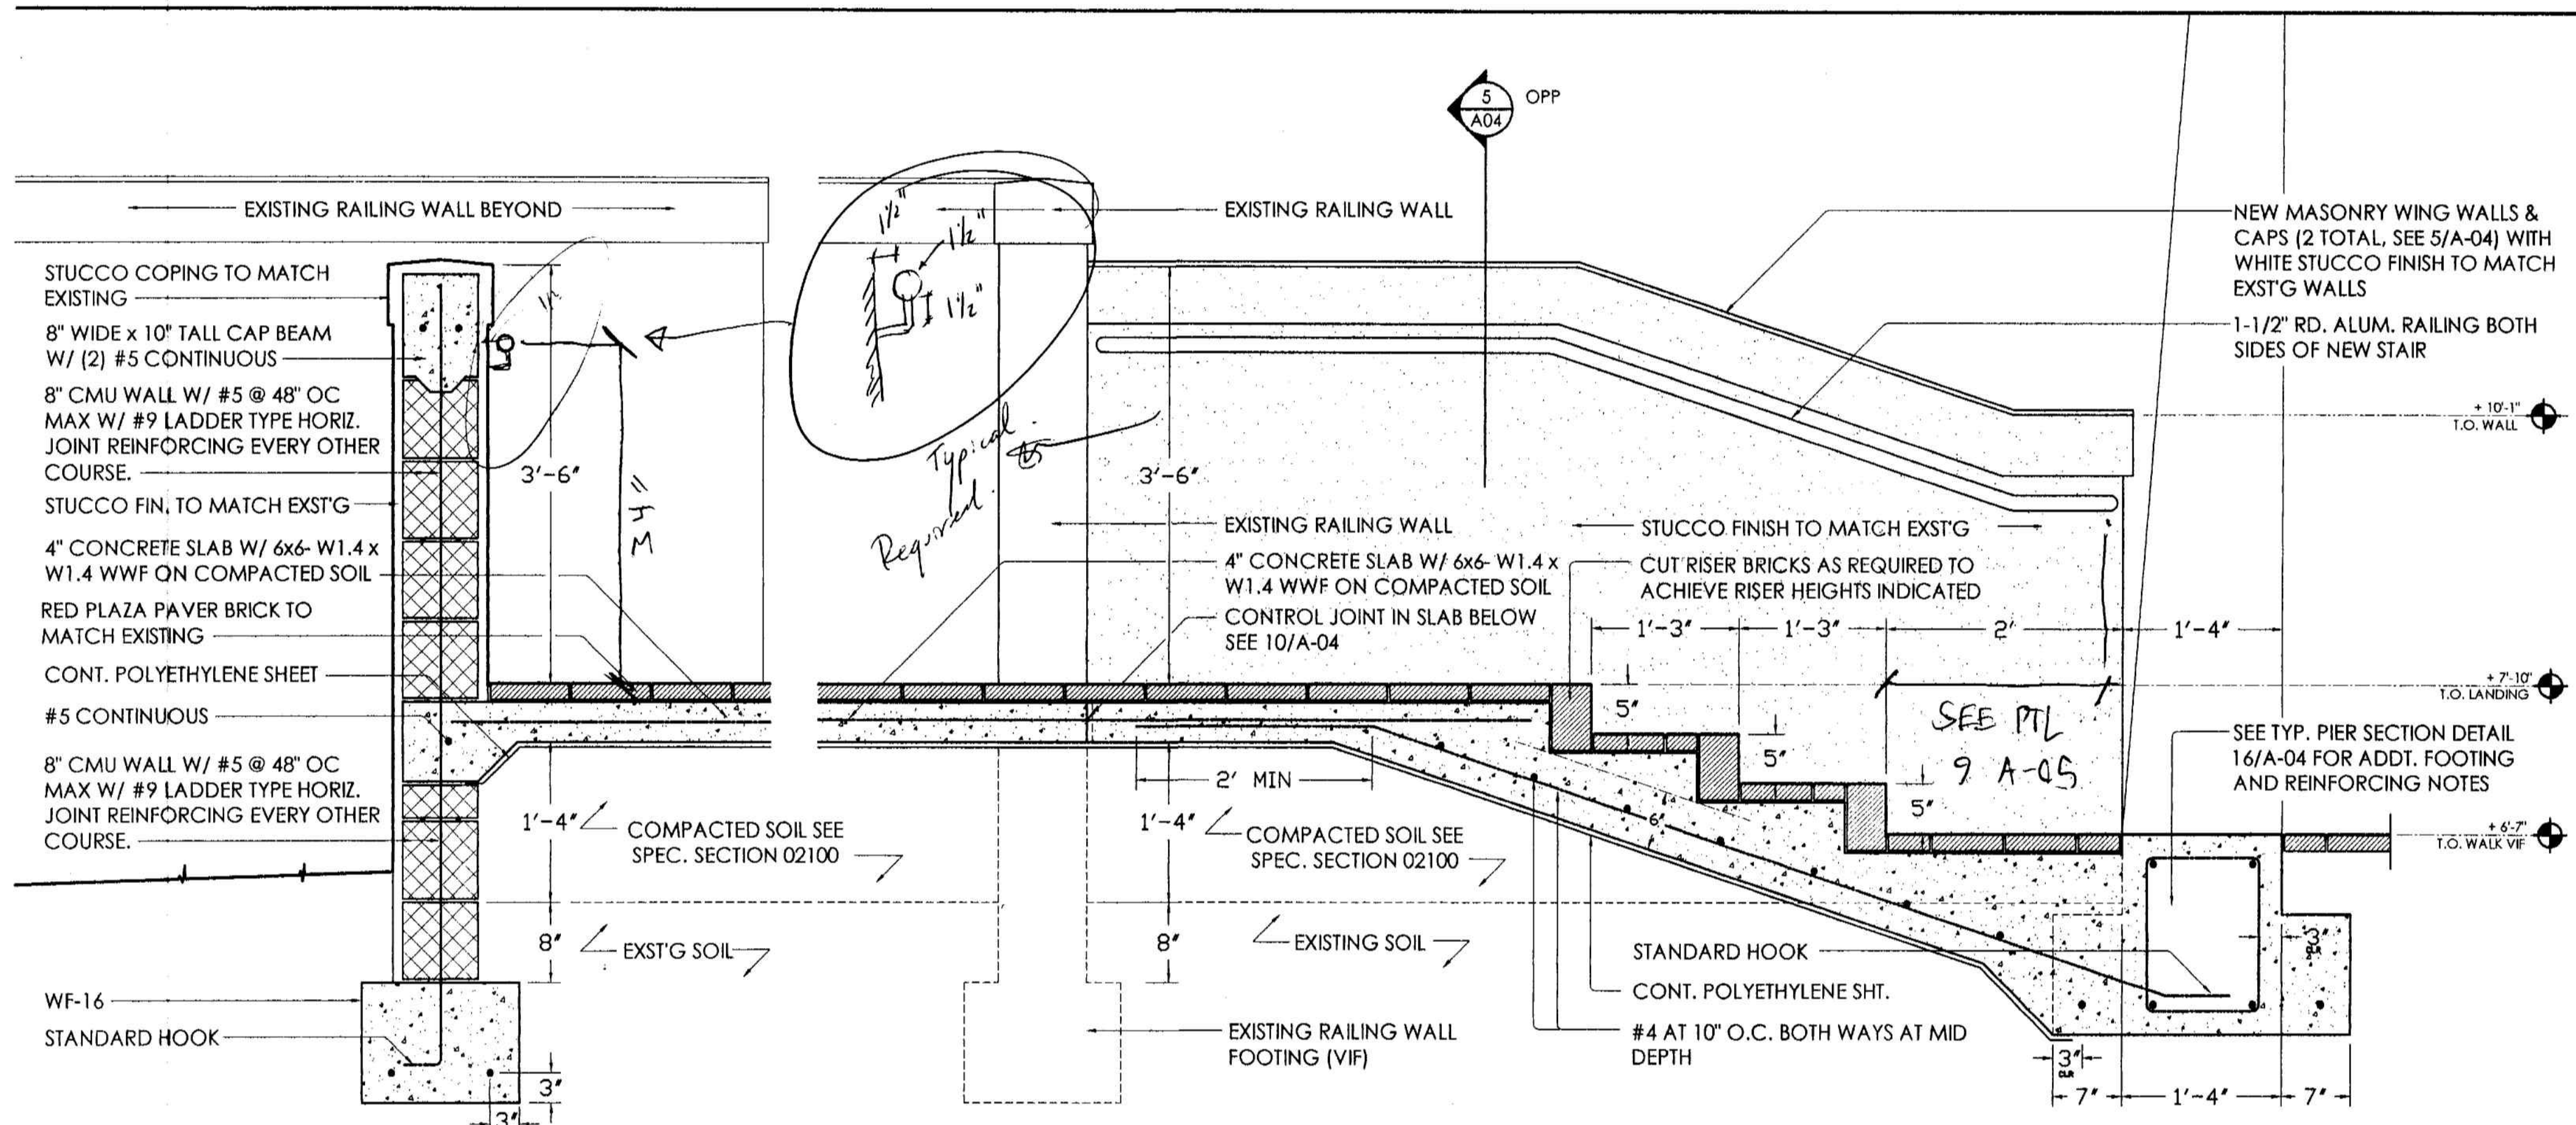 5
A04
OPP
EXISTING RAILING WALL BEYOND
STUCCO COPING TO MATCH
EXISTING
8" WIDE x 10" TALL CAP BEAM
W/ (2) #5 CONTINUOUS
8" CMU WALL W/ #5 @ 48" OC
MAX W/ #9 LADDER TYPE HORIZ.
JOINT REINFORCING EVERY OTHER
COURSE.
STUCCO FIN. TO MATCH EXST'G
4" CONCRETE SLAB W/ 6x6- W1.4 x
W1.4 WWF ON COMPACTED SOIL
RED PLAZA PAVER BRICK TO
MATCH EXISTING
CONT. POLYETHYLENE SHEET
#5 CONTINUOUS
8" CMU WALL W/ #5 @ 48" OC
MAX W/ #9 LADDER TYPE HORIZ.
JOINT REINFORCING EVERY OTHER
COURSE.
WF-16
STANDARD HOOK
3'-6"
1'-4"
8"
3"
3"
COMPACTED SOIL SEE
SPEC. SECTION 02100
EXST'G SOIL
1½"
1½"
1½"
Typical
Required.
EXISTING RAILING WALL
3'-6"
EXISTING RAILING WALL
4" CONCRETE SLAB W/ 6x6- W1.4 x
W1.4 WWF ON COMPACTED SOIL
CONTROL JOINT IN SLAB BELOW
SEE 10/A-04
2' MIN
1'-4"
COMPACTED SOIL SEE
SPEC. SECTION 02100
8"
EXISTING SOIL
EXISTING RAILING WALL
FOOTING (VIF)
STUCCO FINISH TO MATCH EXST'G
CUT RISER BRICKS AS REQUIRED TO
ACHIEVE RISER HEIGHTS INDICATED
1'-3"
1'-3"
2'
1'-4"
5"
5"
5"
6"
SEE PTL
9 A-05
STANDARD HOOK
CONT. POLYETHYLENE SHT.
#4 AT 10" O.C. BOTH WAYS AT MID
DEPTH
3"
CLR
3"
7"
1'-4"
7"
NEW MASONRY WING WALLS &
CAPS (2 TOTAL, SEE 5/A-04) WITH
WHITE STUCCO FINISH TO MATCH
EXST'G WALLS
1-1/2" RD. ALUM. RAILING BOTH
SIDES OF NEW STAIR
+ 10'-1"
T.O. WALL
+ 7'-10"
T.O. LANDING
SEE TYP. PIER SECTION DETAIL
16/A-04 FOR ADDT. FOOTING
AND REINFORCING NOTES
+ 6'-7"
T.O. WALK VIF